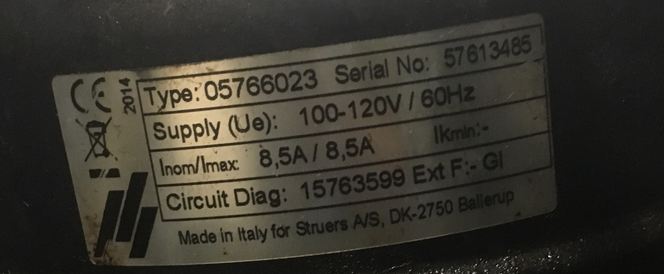 CE 2014
Type: 05766023 Serial No: 57613485
Supply (Ue): 100-120V / 60Hz
Inom/Imax: 8,5A / 8,5A Ikmin:-
Circuit Diag: 15763599 Ext F:- GI
Made in Italy for Struers A/S, DK-2750 Ballerup